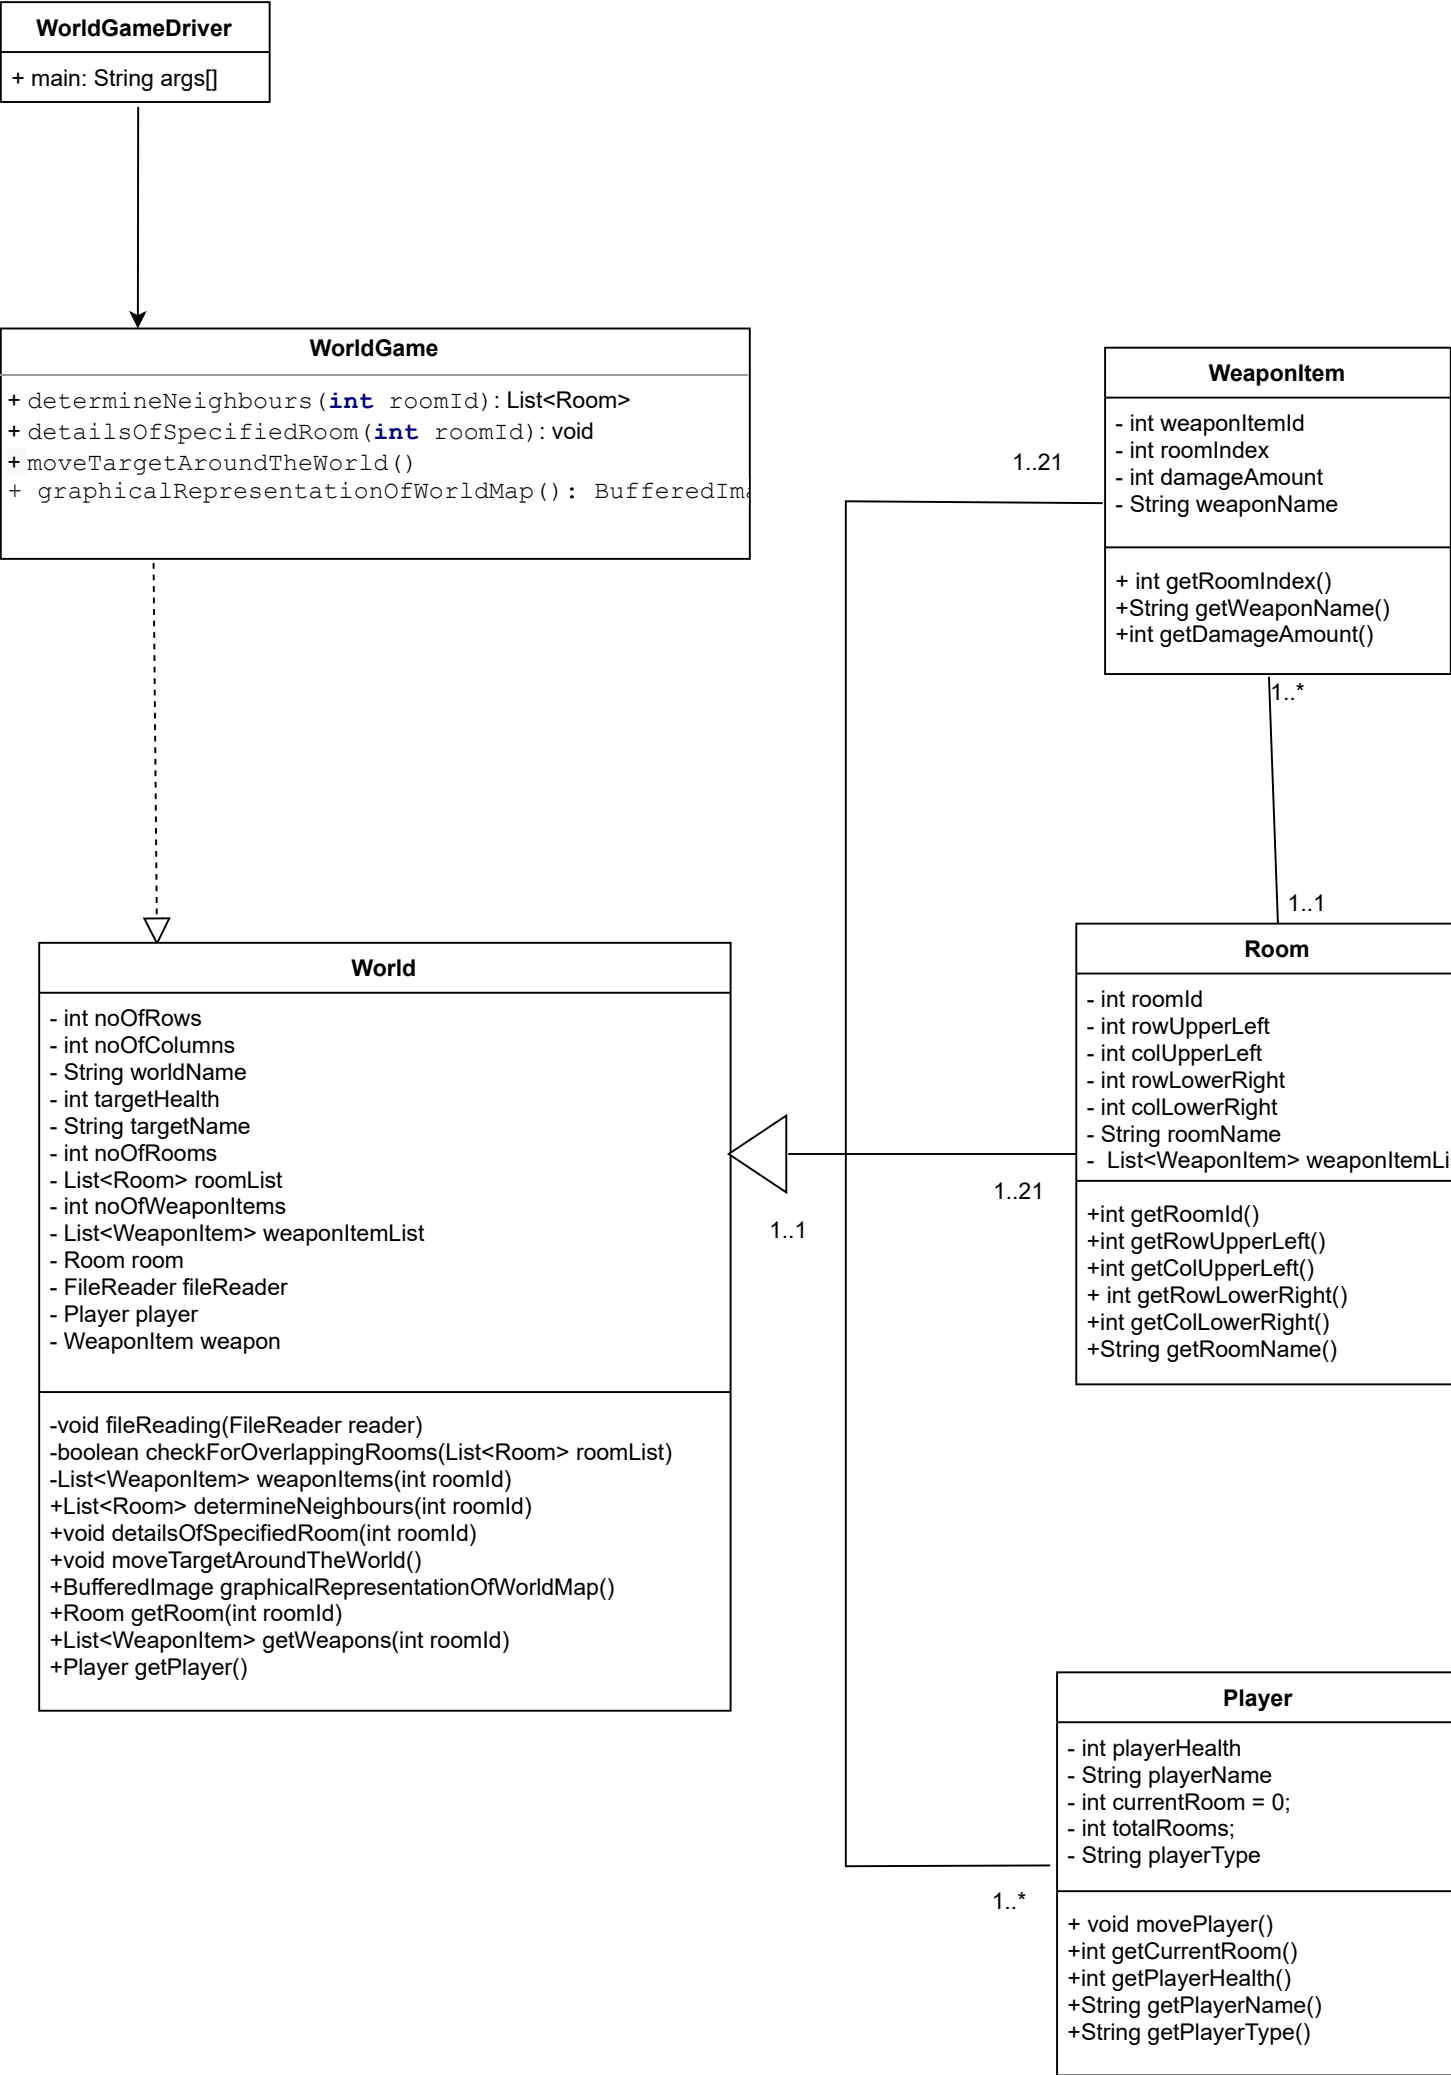 WorldGameDriver
+ main: String args[]
WorldGame
+ determineNeighbours(int roomId): List<Room>
+ detailsOfSpecifiedRoom(int roomId): void
+ moveTargetAroundTheWorld()
+ graphicalRepresentationOfWorldMap(): BufferedIma
WeaponItem
- int weaponItemId
- int roomIndex
- int damageAmount
- String weaponName
+ int getRoomIndex()
+String getWeaponName()
+int getDamageAmount()
1..21
1..*
1..1
World
- int noOfRows
- int noOfColumns
- String worldName
- int targetHealth
- String targetName
- int noOfRooms
- List<Room> roomList
- int noOfWeaponItems
- List<WeaponItem> weaponItemList
- Room room
- FileReader fileReader
- Player player
- WeaponItem weapon
-void fileReading(FileReader reader)
-boolean checkForOverlappingRooms(List<Room> roomList)
-List<WeaponItem> weaponItems(int roomId)
+List<Room> determineNeighbours(int roomId)
+void detailsOfSpecifiedRoom(int roomId)
+void moveTargetAroundTheWorld()
+BufferedImage graphicalRepresentationOfWorldMap()
+Room getRoom(int roomId)
+List<WeaponItem> getWeapons(int roomId)
+Player getPlayer()
1..1
1..21
Room
- int roomId
- int rowUpperLeft
- int colUpperLeft
- int rowLowerRight
- int colLowerRight
- String roomName
- List<WeaponItem> weaponItemLis
+int getRoomId()
+int getRowUpperLeft()
+int getColUpperLeft()
+ int getRowLowerRight()
+int getColLowerRight()
+String getRoomName()
1..*
Player
- int playerHealth
- String playerName
- int currentRoom = 0;
- int totalRooms;
- String playerType
+ void movePlayer()
+int getCurrentRoom()
+int getPlayerHealth()
+String getPlayerName()
+String getPlayerType()